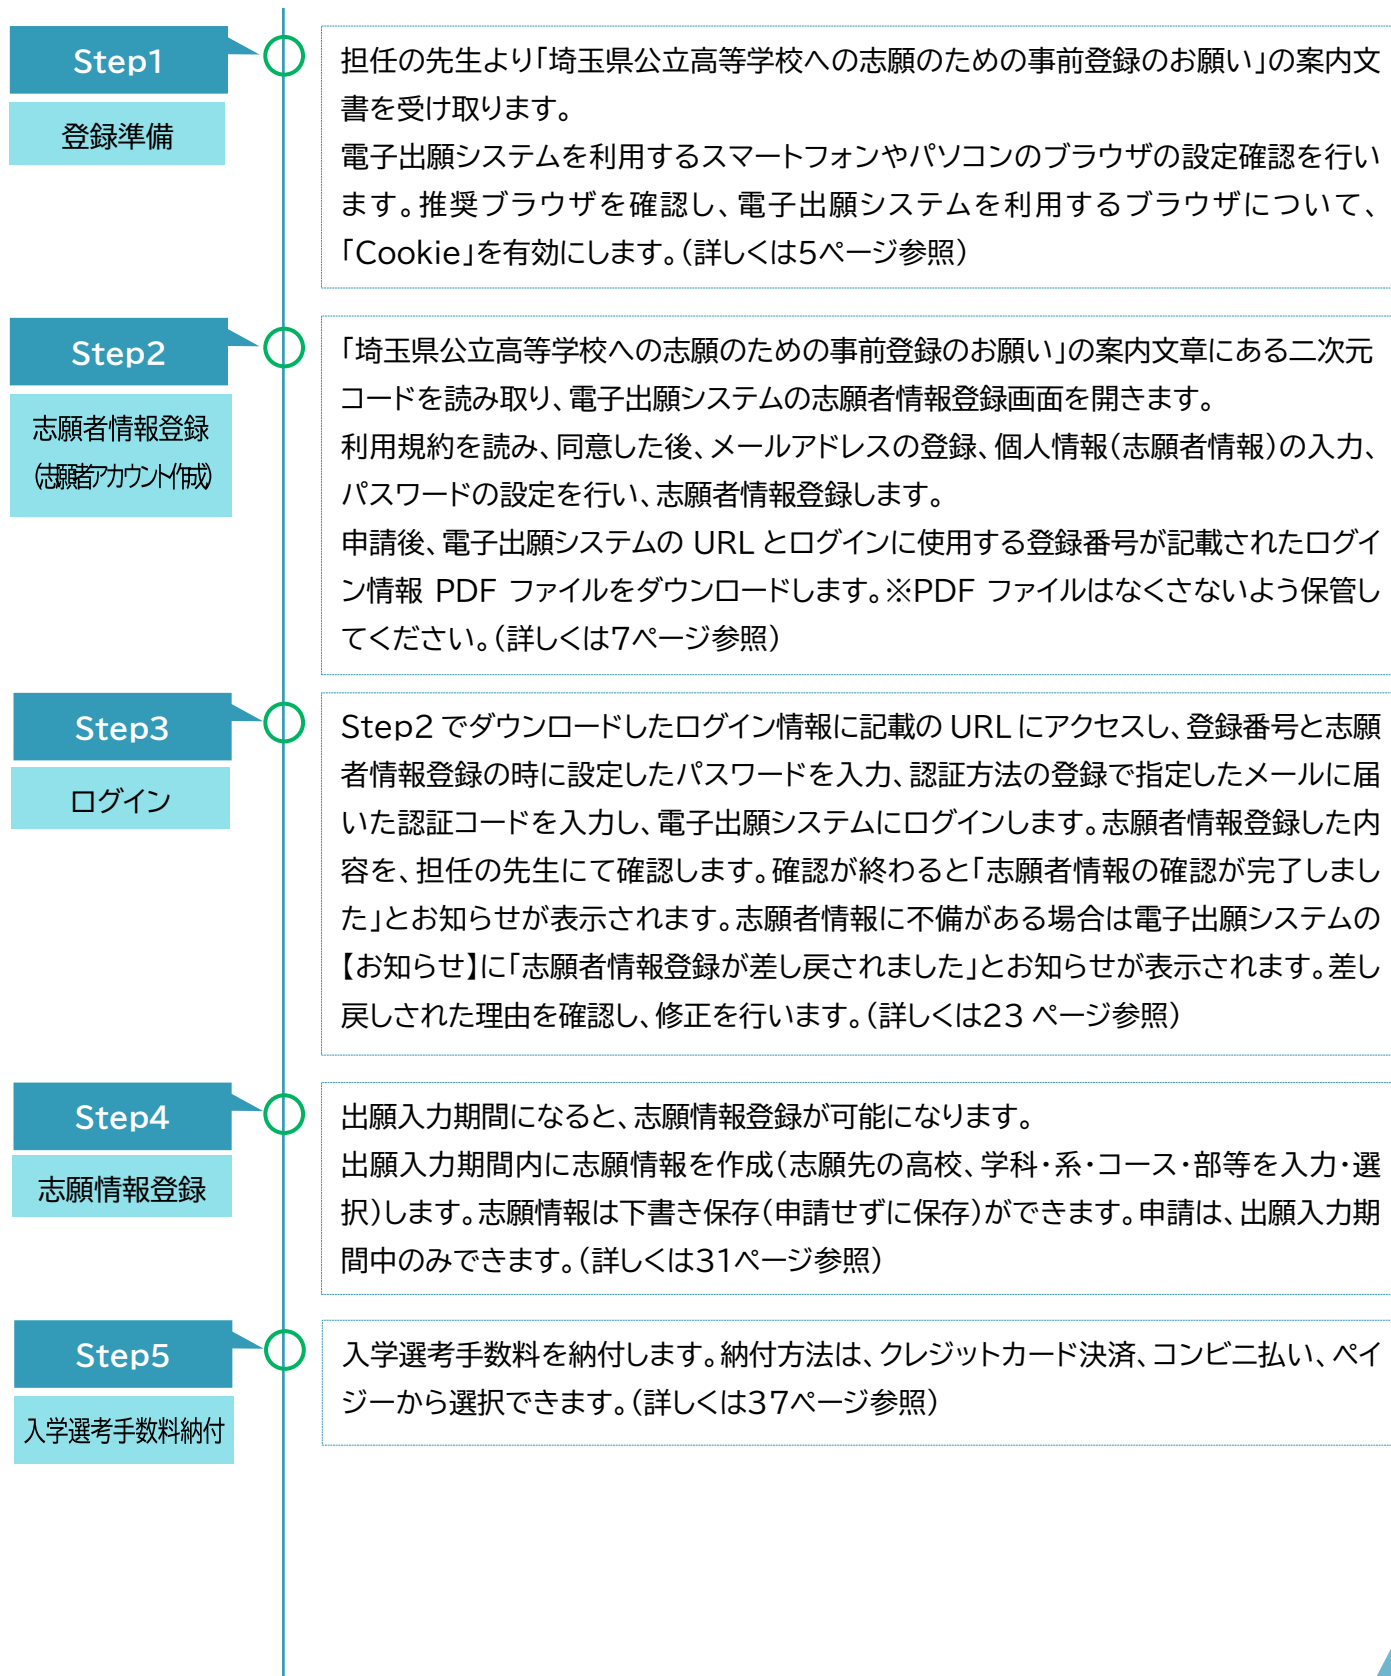 Step1
登録準備
担任の先生より「埼玉県公立高等学校への志願のための事前登録のお願い」の案内文
書を受け取ります。
電子出願システムを利用するスマートフォンやパソコンのブラウザの設定確認を行い
ます。推奨ブラウザを確認し、電子出願システムを利用するブラウザについて、
「Cookie」を有効にします。(詳しくは5ページ参照)
Step2
志願者情報登録
(志願者アカウント作成)
「埼玉県公立高等学校への志願のための事前登録のお願い」の案内文章にある二次元
コードを読み取り、電子出願システムの志願者情報登録画面を開きます。
利用規約を読み、同意した後、メールアドレスの登録、個人情報(志願者情報)の入力、
パスワードの設定を行い、志願者情報登録します。
申請後、電子出願システムの URL とログインに使用する登録番号が記載されたログイ
ン情報 PDF ファイルをダウンロードします。※PDF ファイルはなくさないよう保管し
てください。(詳しくは7ページ参照)
Step3
ログイン
Step2 でダウンロードしたログイン情報に記載の URL にアクセスし、登録番号と志願
者情報登録の時に設定したパスワードを入力、認証方法の登録で指定したメールに届
いた認証コードを入力し、電子出願システムにログインします。志願者情報登録した内
容を、担任の先生にて確認します。確認が終わると「志願者情報の確認が完了しまし
た」とお知らせが表示されます。志願者情報に不備がある場合は電子出願システムの
【お知らせ】に「志願者情報登録が差し戻されました」とお知らせが表示されます。差し
戻しされた理由を確認し、修正を行います。(詳しくは23 ページ参照)
Step4
志願情報登録
出願入力期間になると、志願情報登録が可能になります。
出願入力期間内に志願情報を作成(志願先の高校、学科・系・コース・部等を入力・選
択)します。志願情報は下書き保存(申請せずに保存)ができます。申請は、出願入力期
間中のみできます。(詳しくは31ページ参照)
Step5
入学選考手数料納付
入学選考手数料を納付します。納付方法は、クレジットカード決済、コンビニ払い、ペイ
ジーから選択できます。(詳しくは37ページ参照)